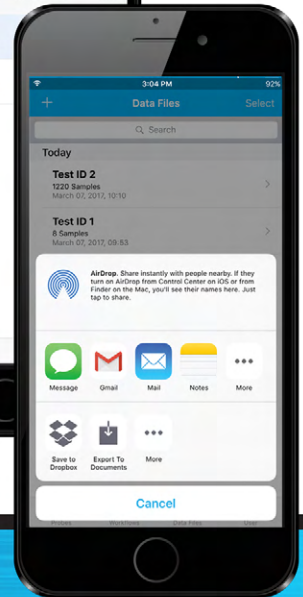 3:04 PM
92%
+ Data Files Select
Search
Today
Test ID 2
1220 Samples
March 07, 2017, 10:10
Test ID 1
8 Samples
March 07, 2017, 09:53
AirDrop. Share instantly with people nearby. If they
turn on AirDrop from Control Center on iOS or from
Finder on the Mac, you'll see their names here. Just
tap to share.
Message Gmail Mail Notes More
Save to Export To More
Dropbox Documents
Cancel
Probes Workflows Data Files User